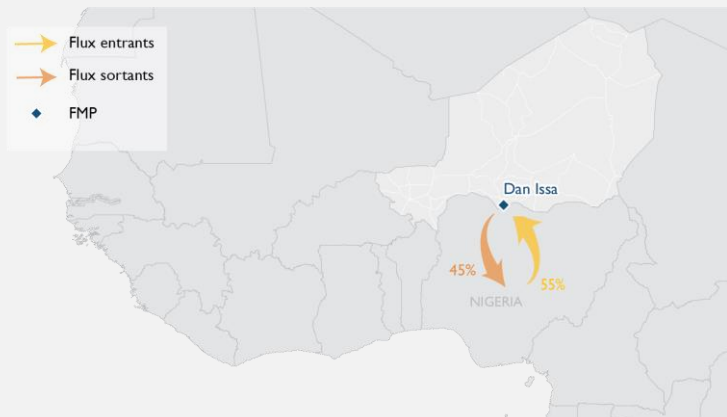 Flux entrants
Flux sortants
FMP
Dan Issa
45%
55%
NIGERIA